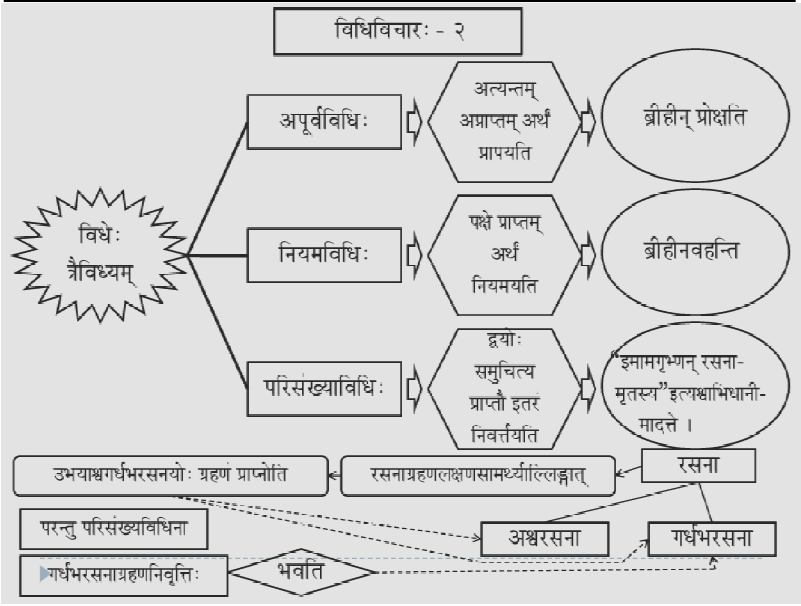 विधिविचारः - २
विधेः
त्रैविध्यम्
अपूर्वविधिः
अत्यन्तम्
अप्राप्तम् अर्थं
प्रापयति
ब्रीहीन् प्रोक्षति
नियमविधिः
पक्षे प्राप्तम्
अर्थं
नियमयति
ब्रीहीनवहन्ति
परिसंख्याविधिः
द्वयोः
समुचित्य
प्राप्तौ इतरं
निवर्त्तयति
“इमामगृभ्णन् रसना-
मृतस्य”इत्यश्वाभिधानी-
मादत्ते ।
रसना
रसनाग्रहणलक्षणसामर्थ्याल्लिङ्गात्
उभयाश्वगर्धभरसनयोः ग्रहणं प्राप्नोति
अश्वरसना
गर्धभरसना
परन्तु परिसंख्यविधिना
गर्धभरसनाग्रहणनिवृत्तिः
भवति